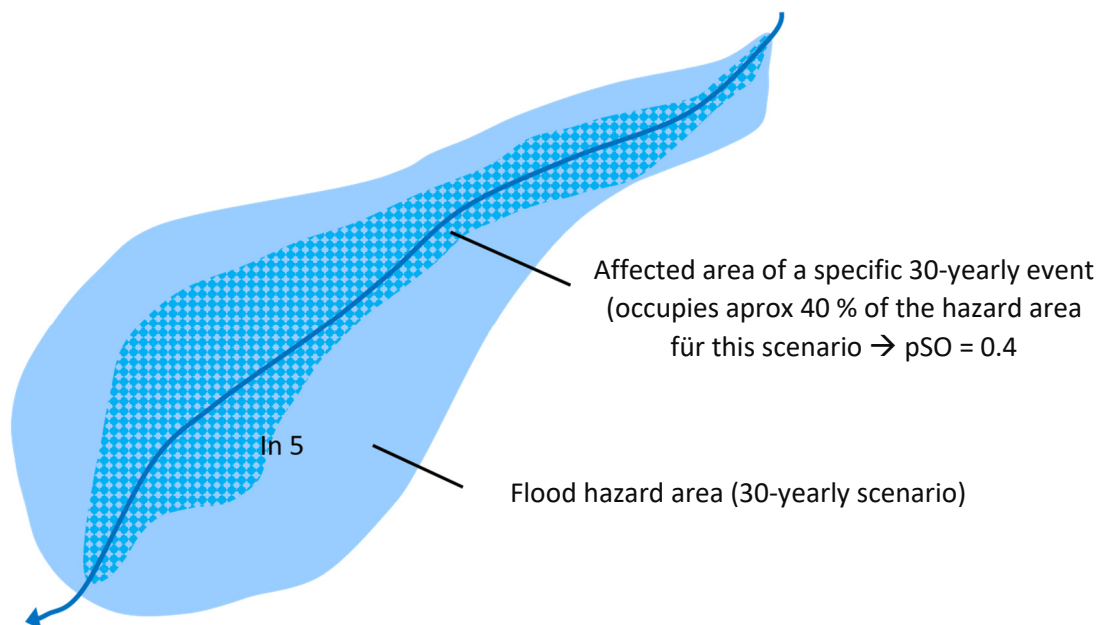 Affected area of a specific 30-yearly event
(occupies aprox 40 % of the hazard area
für this scenario → pSO = 0.4
In 5
Flood hazard area (30-yearly scenario)